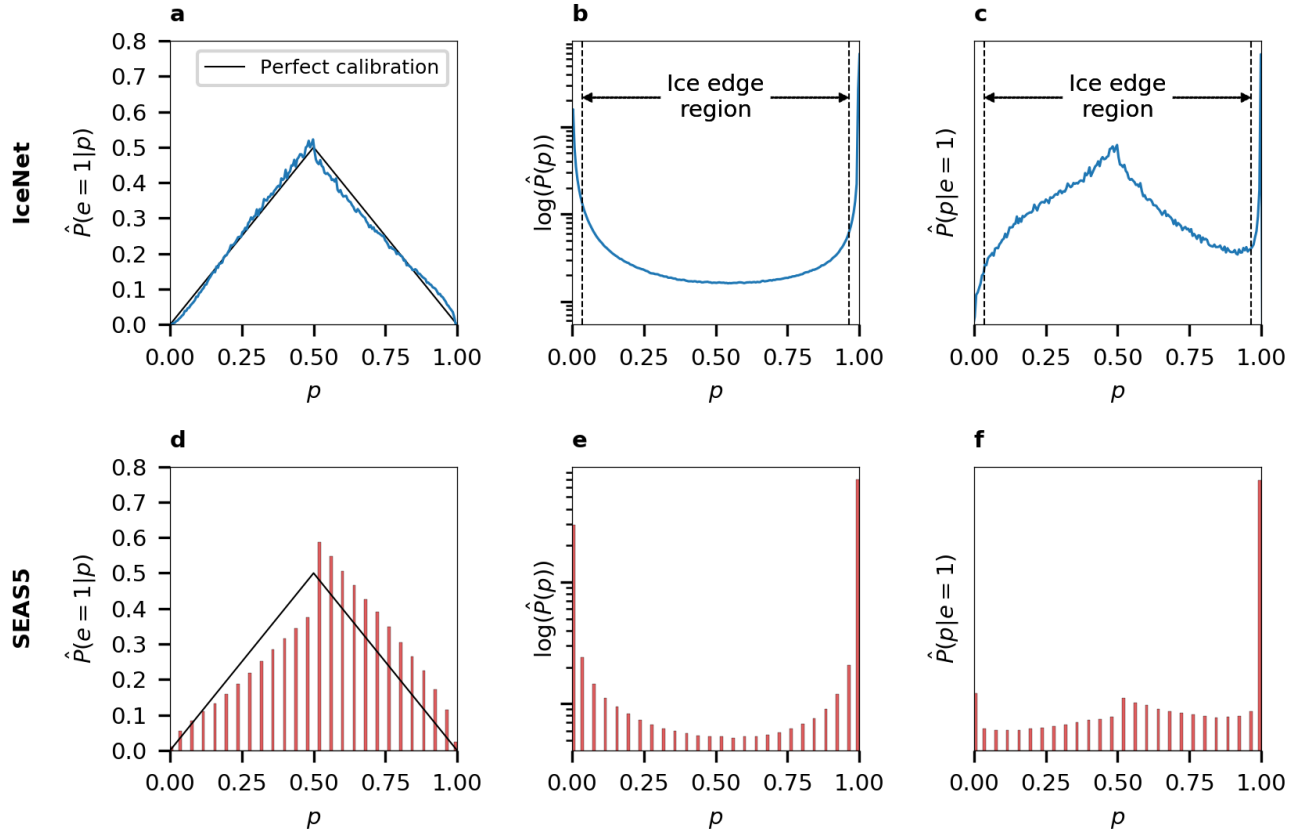 a
b
c
IceNet
P̂(e = 1|p)
0.8
0.7
0.6
0.5
0.4
0.3
0.2
0.1
0.0
Perfect calibration
0.00 0.25 0.50 0.75 1.00
p
log(P̂(p))
Ice edge
region
0.00 0.25 0.50 0.75 1.00
p
P̂(p|e = 1)
Ice edge
region
0.00 0.25 0.50 0.75 1.00
p
d
e
f
SEAS5
P̂(e = 1|p)
0.8
0.7
0.6
0.5
0.4
0.3
0.2
0.1
0.0
0.00 0.25 0.50 0.75 1.00
p
log(P̂(p))
0.00 0.25 0.50 0.75 1.00
p
P̂(p|e = 1)
0.00 0.25 0.50 0.75 1.00
p